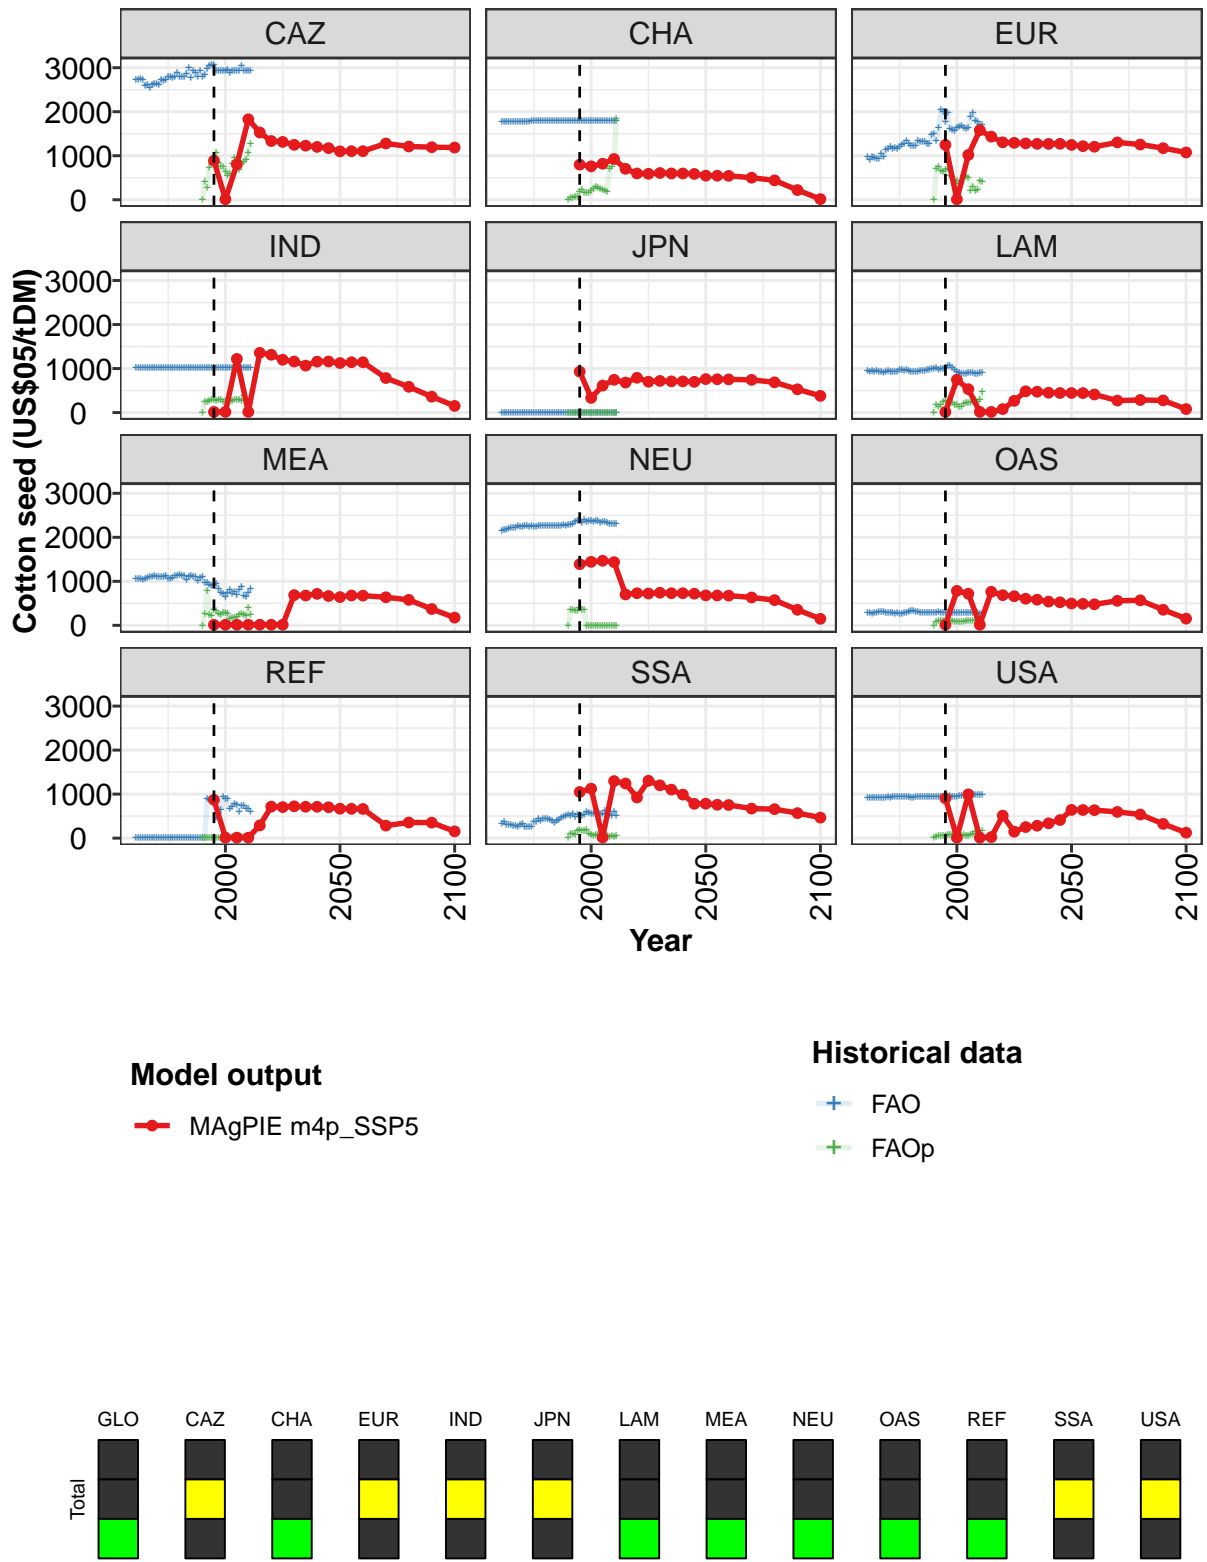 CAZ CHA EUR
3000
2000
1000
0
IND JPN LAM
3000
2000
1000
0
MEA NEU OAS
3000
2000
1000
0
REF SSA USA
3000
2000
1000
0
Cotton seed (US$05/tDM)
2000 2050 2100 2000 2050 2100 2000 2050 2100
Year
Model output
MAgPIE m4p_SSP5
Historical data
FAO
FAOp
GLO CAZ CHA EUR IND JPN LAM MEA NEU OAS REF SSA USA
Total